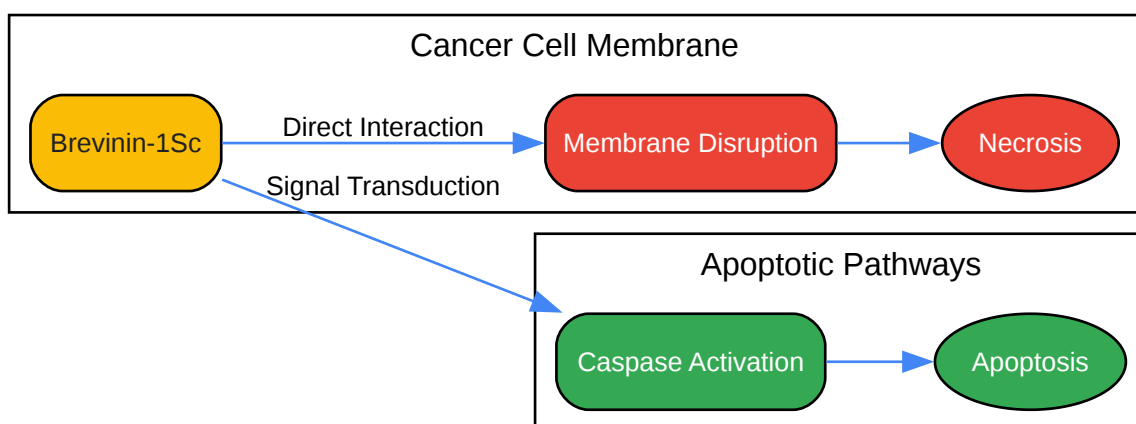 Cancer Cell Membrane
Brevinin-1Sc
Direct Interaction
Membrane Disruption
Necrosis
Signal Transduction
Apoptotic Pathways
Caspase Activation
Apoptosis